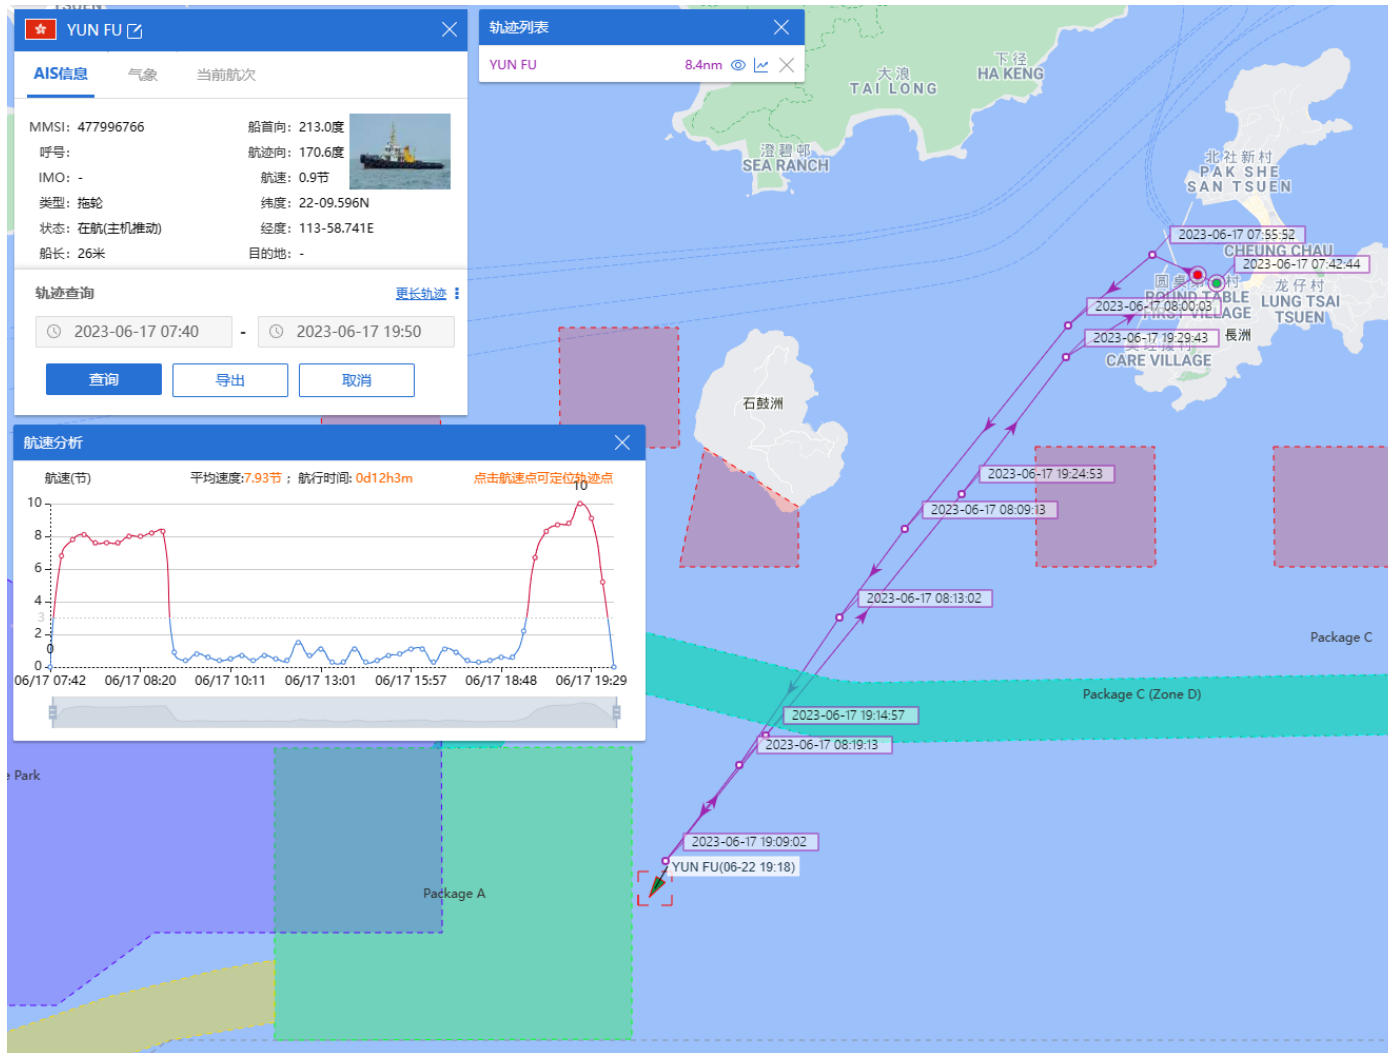 TSUEN
YUN FU
AIS信息
气象
当前航次
MMSI: 477996766
呼号:
IMO: -
类型: 拖轮
状态: 在航(主机推动)
船长: 26米
船首向: 213.0度
航迹向: 170.6度
航速: 0.9节
纬度: 22-09.596N
经度: 113-58.741E
目的地: -
轨迹查询
更长轨迹
2023-06-17 07:40
-
2023-06-17 19:50
查询
导出
取消
轨迹列表
YUN FU
8.4nm
航速分析
航速(节)
平均速度:7.93节 ; 航行时间: 0d12h3m
点击航速点可定位轨迹点
10
10
8
6
4
3
2
0
0
06/17 07:42
06/17 08:20
06/17 10:11
06/17 13:01
06/17 15:57
06/17 18:48
06/17 19:29
下径
HA KENG
大浪
TAI LONG
澄碧邨
SEA RANCH
北社新村
PAK SHE
SAN TSUEN
2023-06-17 07:55:52
CHEUNG CHAU
2023-06-17 07:42:44
ROUND TABLE
FIRST VILLAGE
龙仔村
LUNG TSAI
TSUEN
2023-06-17 08:00:03
2023-06-17 19:29:43
長洲
CARE VILLAGE
石鼓洲
2023-06-17 19:24:53
2023-06-17 08:09:13
2023-06-17 08:13:02
Package C
Package C (Zone D)
2023-06-17 19:14:57
2023-06-17 08:19:13
2023-06-17 19:09:02
YUN FU(06-22 19:18)
Park
Package A